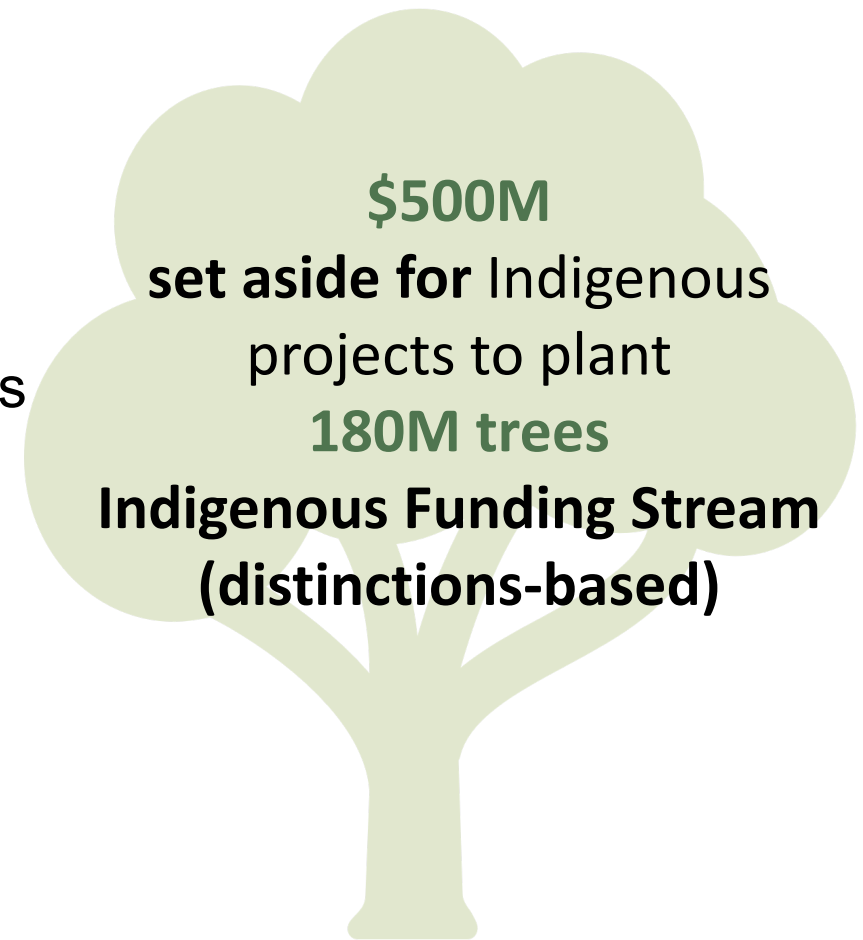 $500M
set aside for Indigenous
projects to plant
s
180M trees
Indigenous Funding Stream
(distinctions-based)